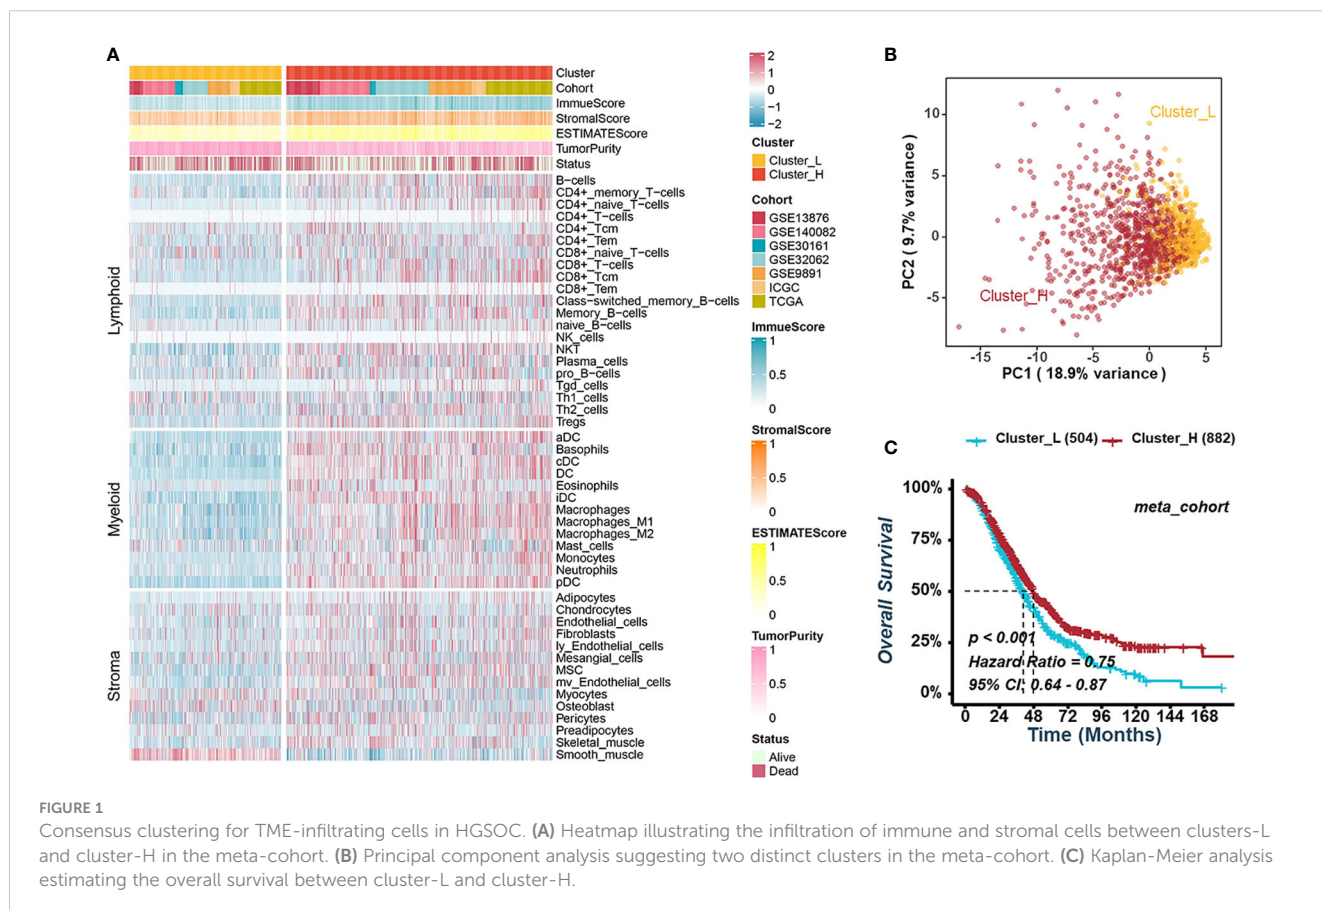 A
Cluster
Cohort
ImmueScore
StromalScore
ESTIMATEScore
TumorPurity
Status
Lymphoid
B−cells
CD4+_memory_T−cells
CD4+_naive_T−cells
CD4+_T−cells
CD4+_Tcm
CD4+_Tem
CD8+_naive_T−cells
CD8+_T−cells
CD8+_Tcm
CD8+_Tem
Class−switched_memory_B−cells
Memory_B−cells
naive_B−cells
NK_cells
NKT
Plasma_cells
pro_B−cells
Tgd_cells
Th1_cells
Th2_cells
Tregs
Myeloid
aDC
Basophils
cDC
DC
Eosinophils
iDC
Macrophages
Macrophages_M1
Macrophages_M2
Mast_cells
Monocytes
Neutrophils
pDC
Stroma
Adipocytes
Chondrocytes
Endothelial_cells
Fibroblasts
ly_Endothelial_cells
Mesangial_cells
MSC
mv_Endothelial_cells
Myocytes
Osteoblast
Pericytes
Preadipocytes
Skeletal_muscle
Smooth_muscle
2
1
0
−1
−2
Cluster
Cluster_L
Cluster_H
Cohort
GSE13876
GSE140082
GSE30161
GSE32062
GSE9891
ICGC
TCGA
ImmueScore
1
0.5
0
StromalScore
1
0.5
0
ESTIMATEScore
1
0.5
0
TumorPurity
1
0.5
0
Status
Alive
Dead
B
PC2 ( 9.7% variance )
10
5
0
-5
Cluster_L
Cluster_H
-15
-10
-5
0
5
PC1 ( 18.9% variance )
C
Cluster_L (504)
Cluster_H (882)
Overall Survival
100%
75%
50%
25%
0%
meta_cohort
p < 0.001
Hazard Ratio = 0.75
95% CI, 0.64 - 0.87
0 24 48 72 96 120 144 168
Time (Months)
FIGURE 1
Consensus clustering for TME-infiltrating cells in HGSOC. (A) Heatmap illustrating the infiltration of immune and stromal cells between clusters-L
and cluster-H in the meta-cohort. (B) Principal component analysis suggesting two distinct clusters in the meta-cohort. (C) Kaplan-Meier analysis
estimating the overall survival between cluster-L and cluster-H.